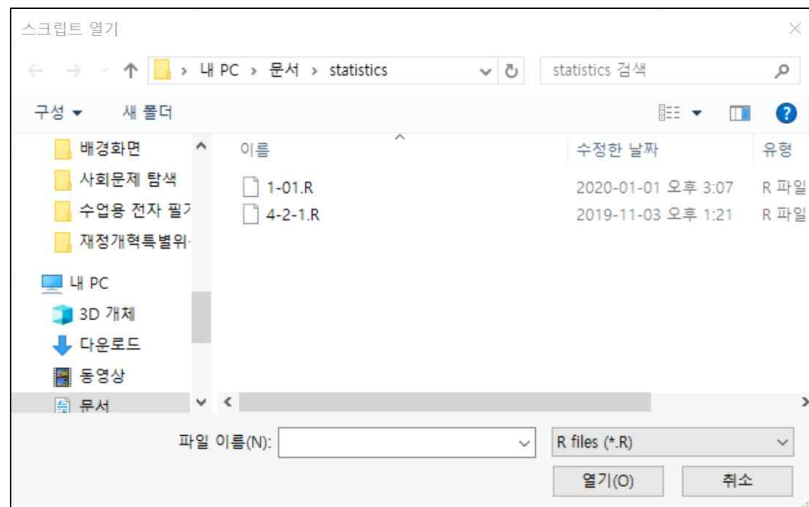 스크립트 열기
내 PC > 문서 > statistics
statistics 검색
구성
새 폴더
배경화면
사회문제 탐색
수업용 전자 필기
재정개혁특별위
내 PC
3D 개체
다운로드
동영상
문서
이름 수정한 날짜 유형
1-01.R 2020-01-01 오후 3:07 R 파일
4-2-1.R 2019-11-03 오후 1:21 R 파일
파일 이름(N):
R files (*.R)
열기(O)
취소